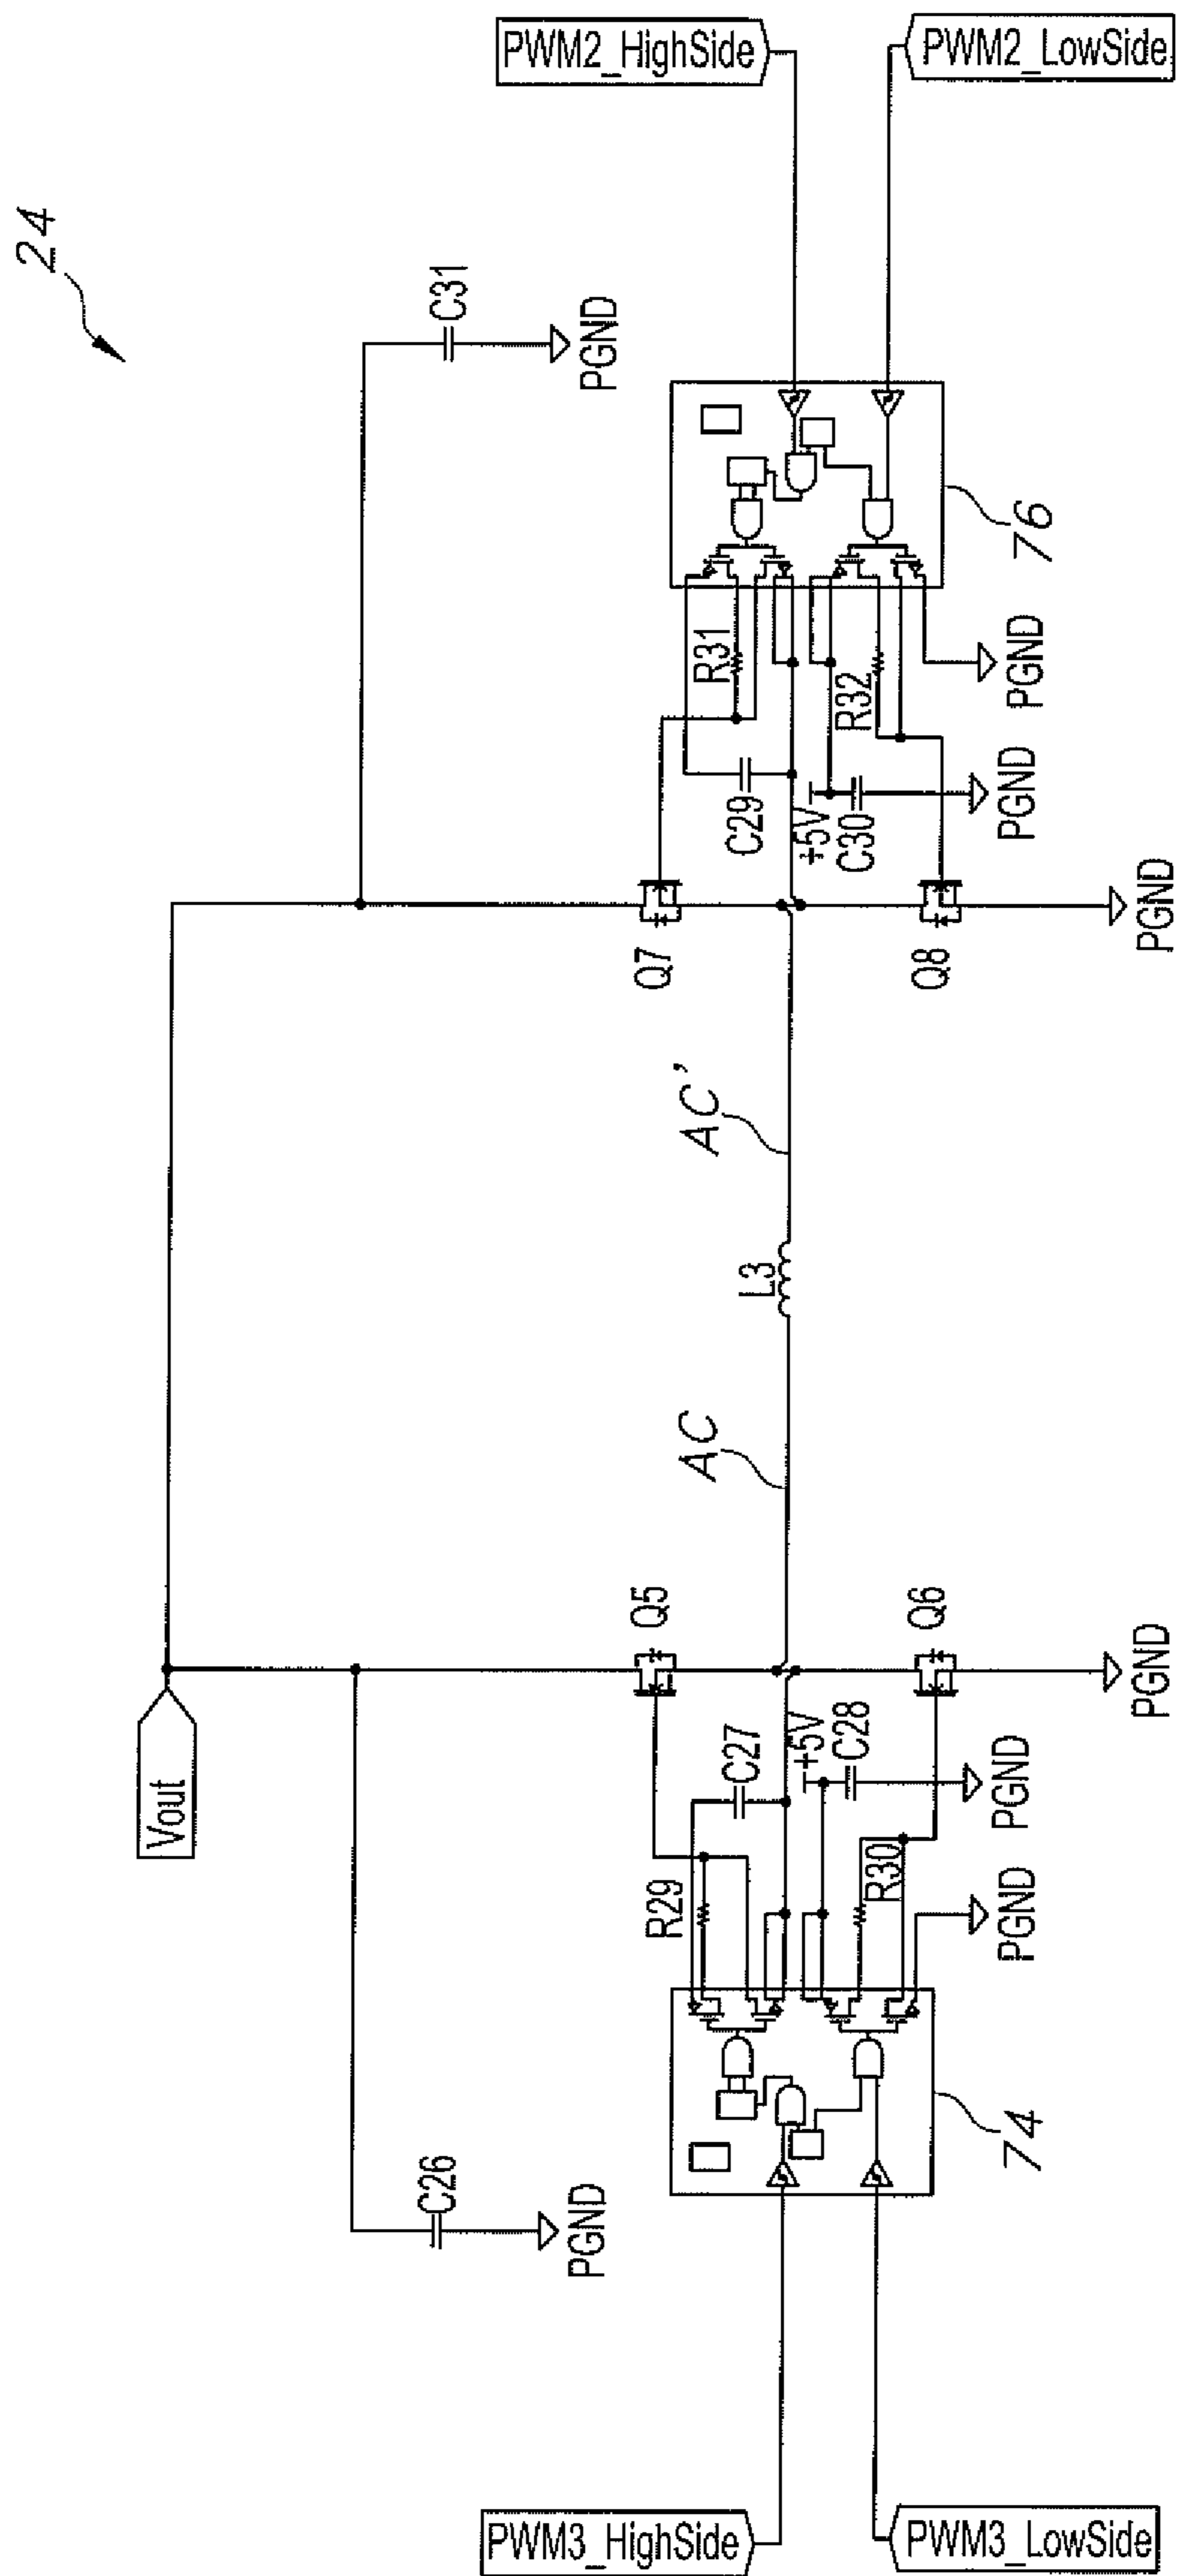 24
Vout
C26
PGND
C31
PGND
PWM3_HighSide
PWM3_LowSide
74
R29
C27
+5V
C28
R30
PGND
PGND
Q5
Q6
PGND
AC
L3
AC'
Q7
Q8
PGND
C29
+5V
C30
R31
R32
PGND
PGND
76
PWM2_HighSide
PWM2_LowSide